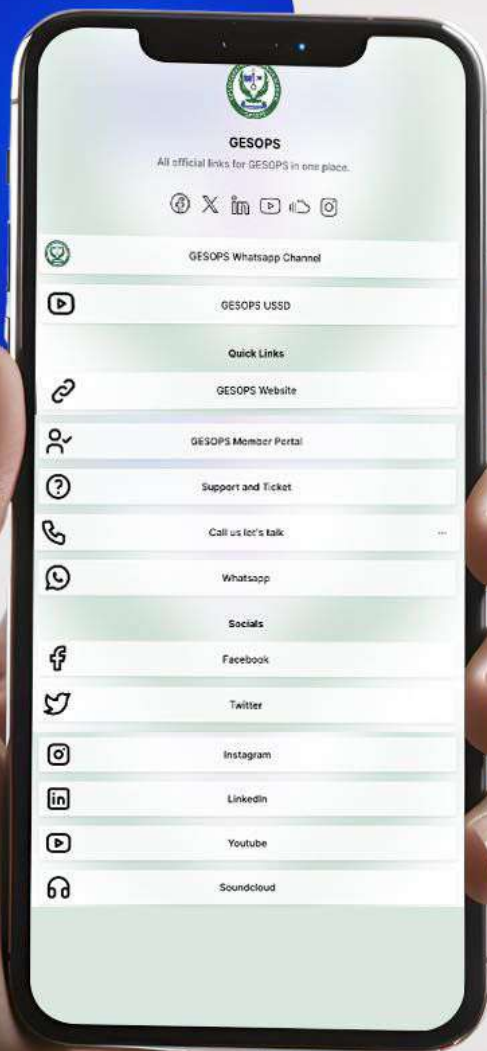 GESOPS
All official links for GESOPS in one place.
GESOPS Whatsapp Channel
GESOPS USSD
Quick Links
GESOPS Website
GESOPS Member Portal
Support and Ticket
Call us let's talk
Whatsapp
Socials
Facebook
Twitter
Instagram
LinkedIn
Youtube
Soundcloud